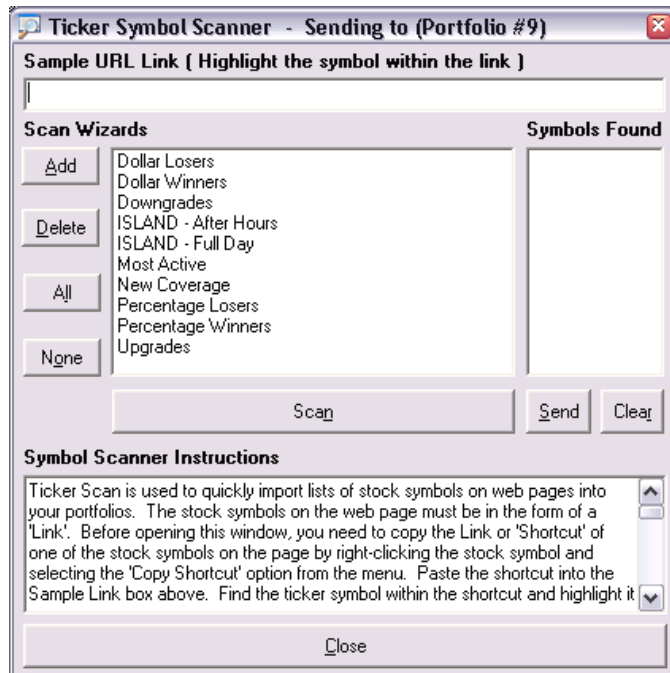 Ticker Symbol Scanner - Sending to (Portfolio #9)
Sample URL Link ( Highlight the symbol within the link )
Scan Wizards
Symbols Found
Add
Delete
All
None
Dollar Losers
Dollar Winners
Downgrades
ISLAND - After Hours
ISLAND - Full Day
Most Active
New Coverage
Percentage Losers
Percentage Winners
Upgrades
Scan
Send
Clear
Symbol Scanner Instructions
Ticker Scan is used to quickly import lists of stock symbols on web pages into
your portfolios.  The stock symbols on the web page must be in the form of a
'Link'.  Before opening this window, you need to copy the Link or 'Shortcut' of
one of the stock symbols on the page by right-clicking the stock symbol and
selecting the 'Copy Shortcut' option from the menu.  Paste the shortcut into the
Sample Link box above.  Find the ticker symbol within the shortcut and highlight it
Close